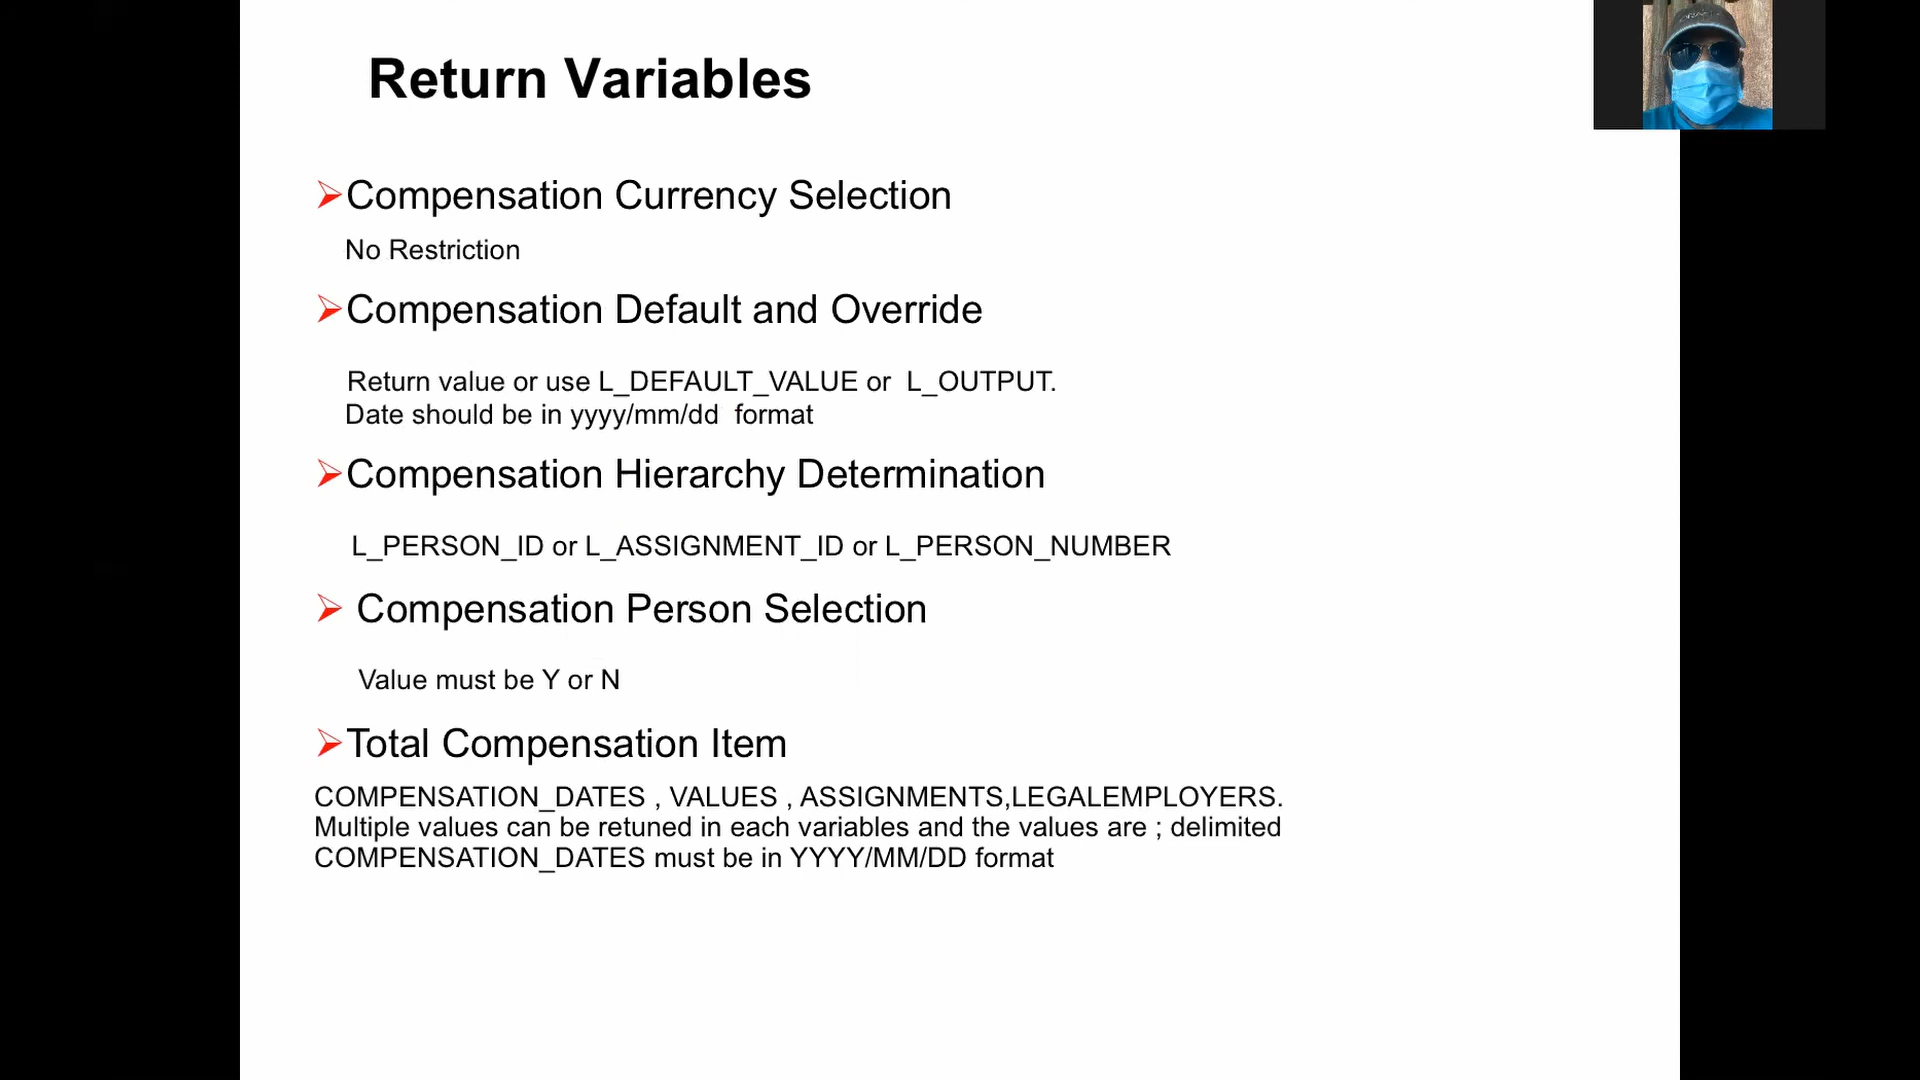 Return Variables
Compensation Currency Selection
No Restriction
Compensation Default and Override
Return value or use L_DEFAULT_VALUE or L_OUTPUT.
Date should be in yyyy/mm/dd format
Compensation Hierarchy Determination
L_PERSON_ID or L_ASSIGNMENT_ID or L_PERSON_NUMBER
Compensation Person Selection
Value must be Y or N
Total Compensation Item
COMPENSATION_DATES , VALUES , ASSIGNMENTS,LEGALEMPLOYERS.
Multiple values can be retuned in each variables and the values are ; delimited
COMPENSATION_DATES must be in YYYY/MM/DD format